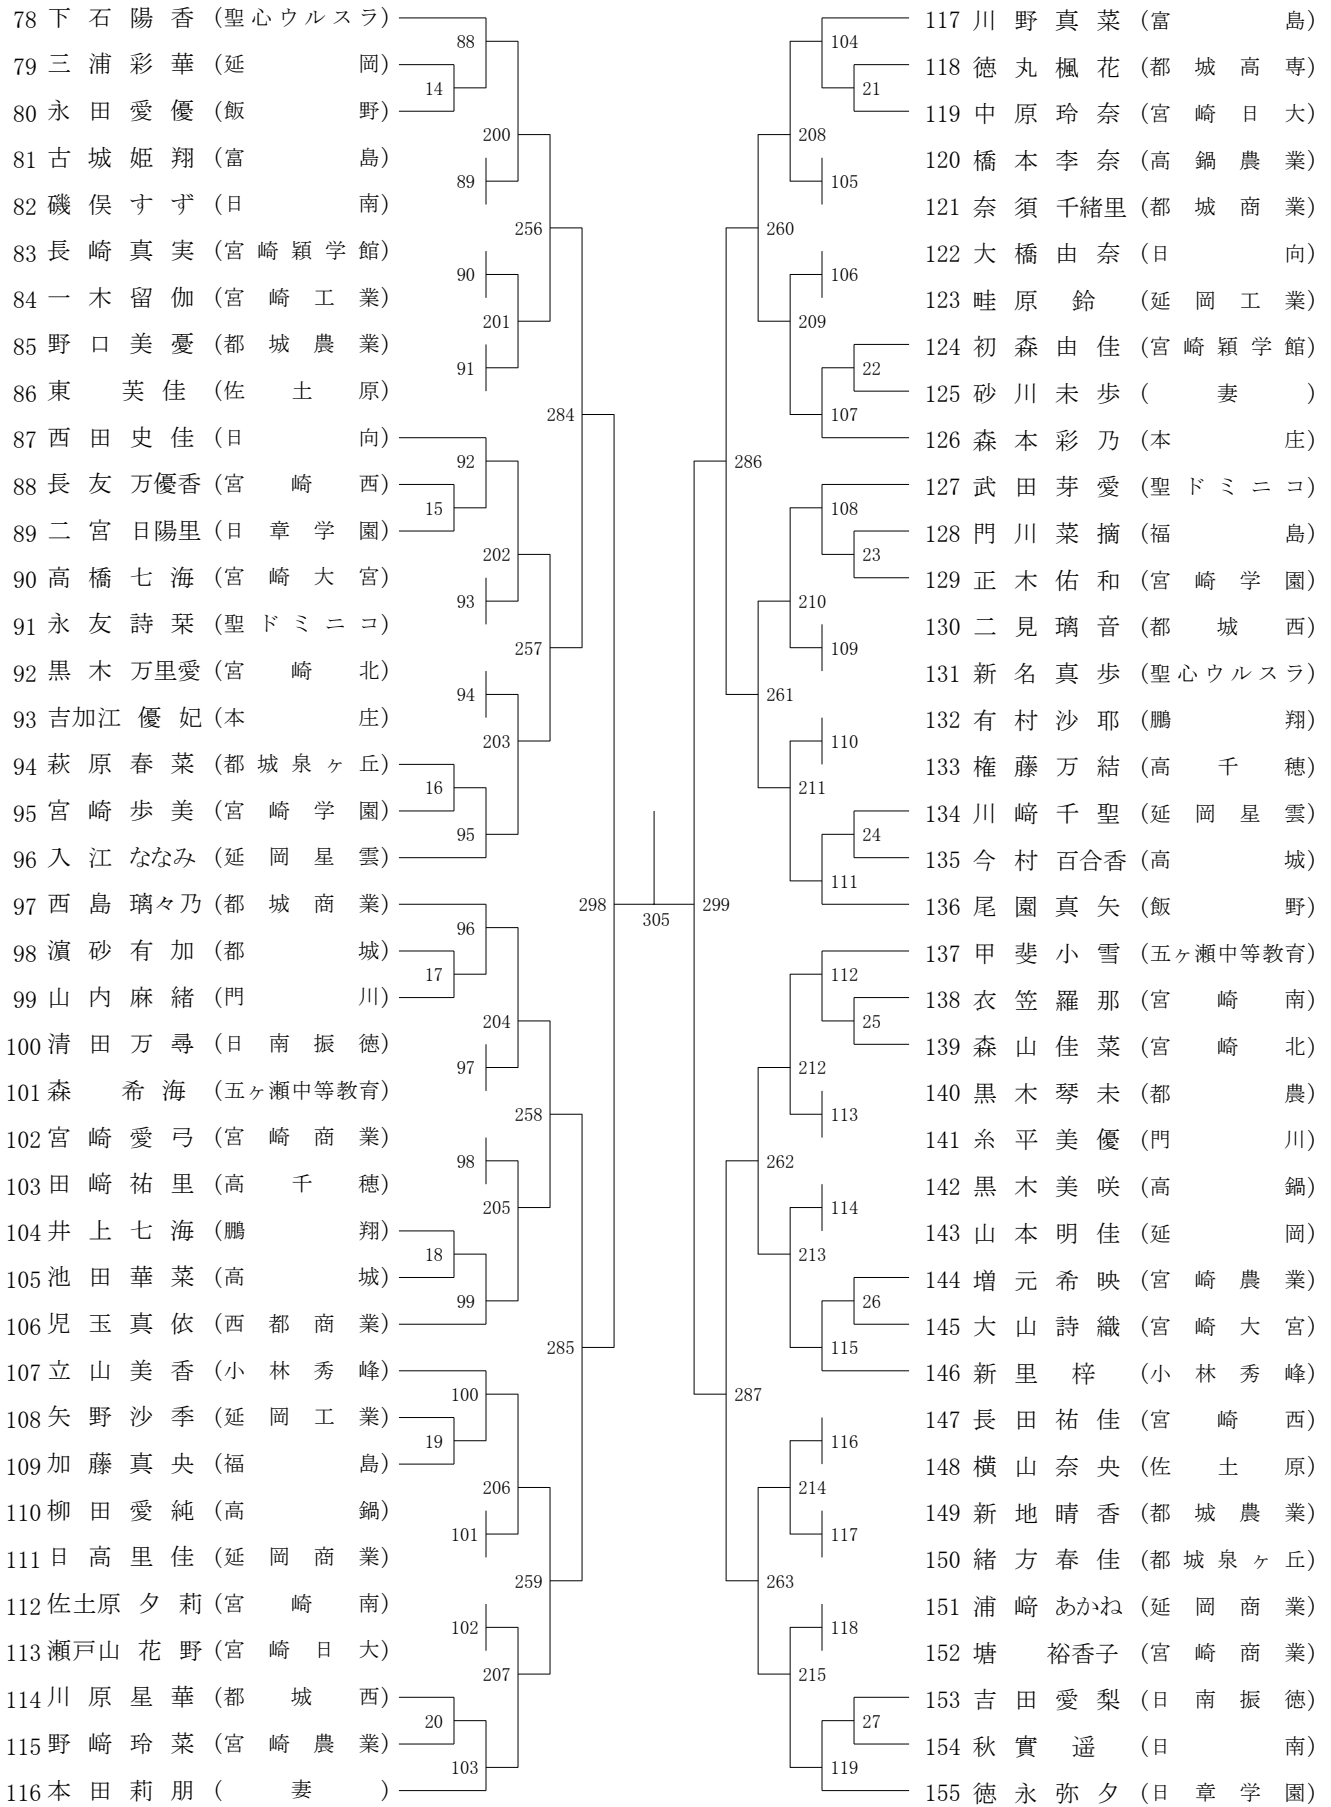 78 下石陽香 (聖心ウルスラ)
79 三浦彩華 (延岡)
80 永田愛優 (飯野)
81 古城姫翔 (富島)
82 磯俣すず (日南)
83 長崎真実 (宮崎穎学館)
84 一木留伽 (宮崎工業)
85 野口美憂 (都城農業)
86 東芙佳 (佐土原)
87 西田史佳 (日向)
88 長友万優香 (宮崎西)
89 二宮日陽里 (日章学園)
90 高橋七海 (宮崎大宮)
91 永友詩栞 (聖ドミニコ)
92 黒木万里愛 (宮崎北)
93 吉加江優妃 (本庄)
94 萩原春菜 (都城泉ヶ丘)
95 宮崎歩美 (宮崎学園)
96 入江ななみ (延岡星雲)
97 西島璃々乃 (都城商業)
98 濵砂有加 (都城)
99 山内麻緒 (門川)
100 清田万尋 (日南振徳)
101 森希海 (五ヶ瀬中等教育)
102 宮崎愛弓 (宮崎商業)
103 田﨑祐里 (高千穂)
104 井上七海 (鵬翔)
105 池田華菜 (高城)
106 児玉真依 (西都商業)
107 立山美香 (小林秀峰)
108 矢野沙季 (延岡工業)
109 加藤真央 (福島)
110 柳田愛純 (高鍋)
111 日高里佳 (延岡商業)
112 佐土原夕莉 (宮崎南)
113 瀬戸山花野 (宮崎日大)
114 川原星華 (都城西)
115 野﨑玲菜 (宮崎農業)
116 本田莉朋 (妻)
88
14
200
89
256
90
201
91
284
92
15
202
93
257
94
203
16
95
298
96
17
204
97
258
98
205
18
99
285
100
19
206
101
259
102
207
20
103
305
299
104
21
208
105
260
106
209
22
107
286
108
23
210
109
261
110
211
24
111
112
25
212
113
262
114
213
26
115
287
116
214
117
263
118
215
27
119
117 川野真菜 (富島)
118 徳丸楓花 (都城高専)
119 中原玲奈 (宮崎日大)
120 橋本李奈 (高鍋農業)
121 奈須千緒里 (都城商業)
122 大橋由奈 (日向)
123 畦原鈴 (延岡工業)
124 初森由佳 (宮崎穎学館)
125 砂川未歩 (妻)
126 森本彩乃 (本庄)
127 武田芽愛 (聖ドミニコ)
128 門川菜摘 (福島)
129 正木佑和 (宮崎学園)
130 二見璃音 (都城西)
131 新名真歩 (聖心ウルスラ)
132 有村沙耶 (鵬翔)
133 権藤万結 (高千穂)
134 川﨑千聖 (延岡星雲)
135 今村百合香 (高城)
136 尾園真矢 (飯野)
137 甲斐小雪 (五ヶ瀬中等教育)
138 衣笠羅那 (宮崎南)
139 森山佳菜 (宮崎北)
140 黒木琴未 (都農)
141 糸平美優 (門川)
142 黒木美咲 (高鍋)
143 山本明佳 (延岡)
144 増元希映 (宮崎農業)
145 大山詩織 (宮崎大宮)
146 新里梓 (小林秀峰)
147 長田祐佳 (宮崎西)
148 横山奈央 (佐土原)
149 新地晴香 (都城農業)
150 緒方春佳 (都城泉ヶ丘)
151 浦﨑あかね (延岡商業)
152 塘裕香子 (宮崎商業)
153 吉田愛梨 (日南振徳)
154 秋實遥 (日南)
155 徳永弥夕 (日章学園)